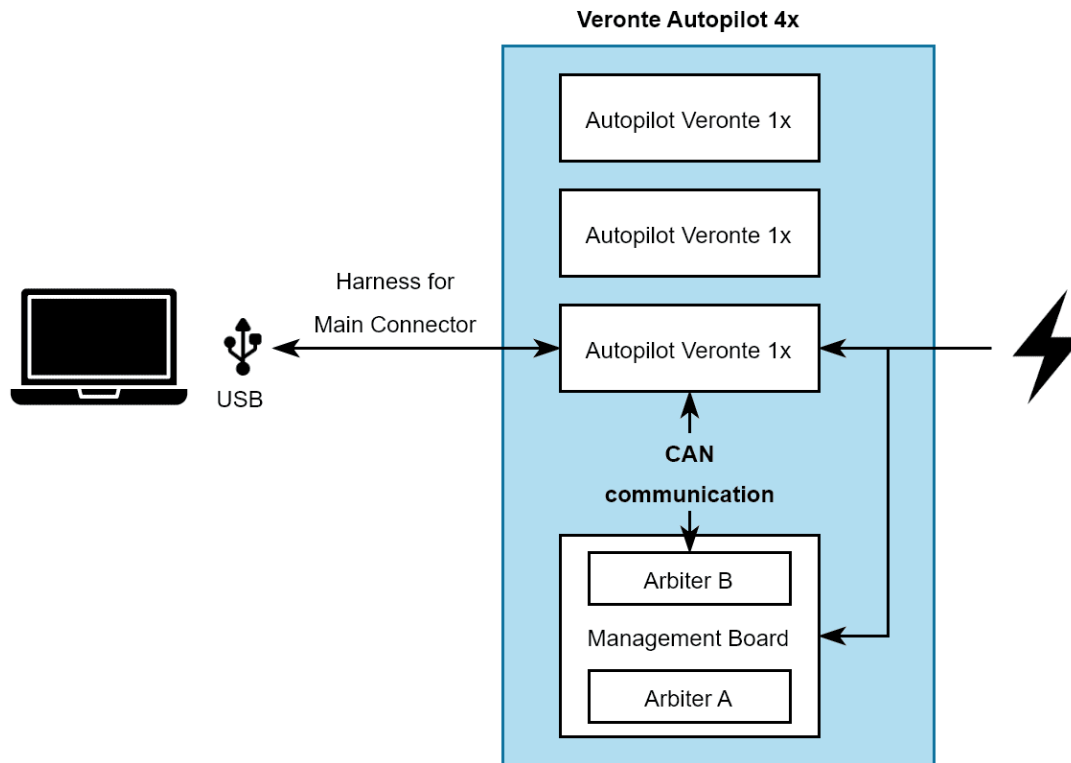 Veronte Autopilot 4x
Autopilot Veronte 1x
Autopilot Veronte 1x
Harness for
Main Connector
USB
Autopilot Veronte 1x
CAN
communication
Arbiter B
Management Board
Arbiter A